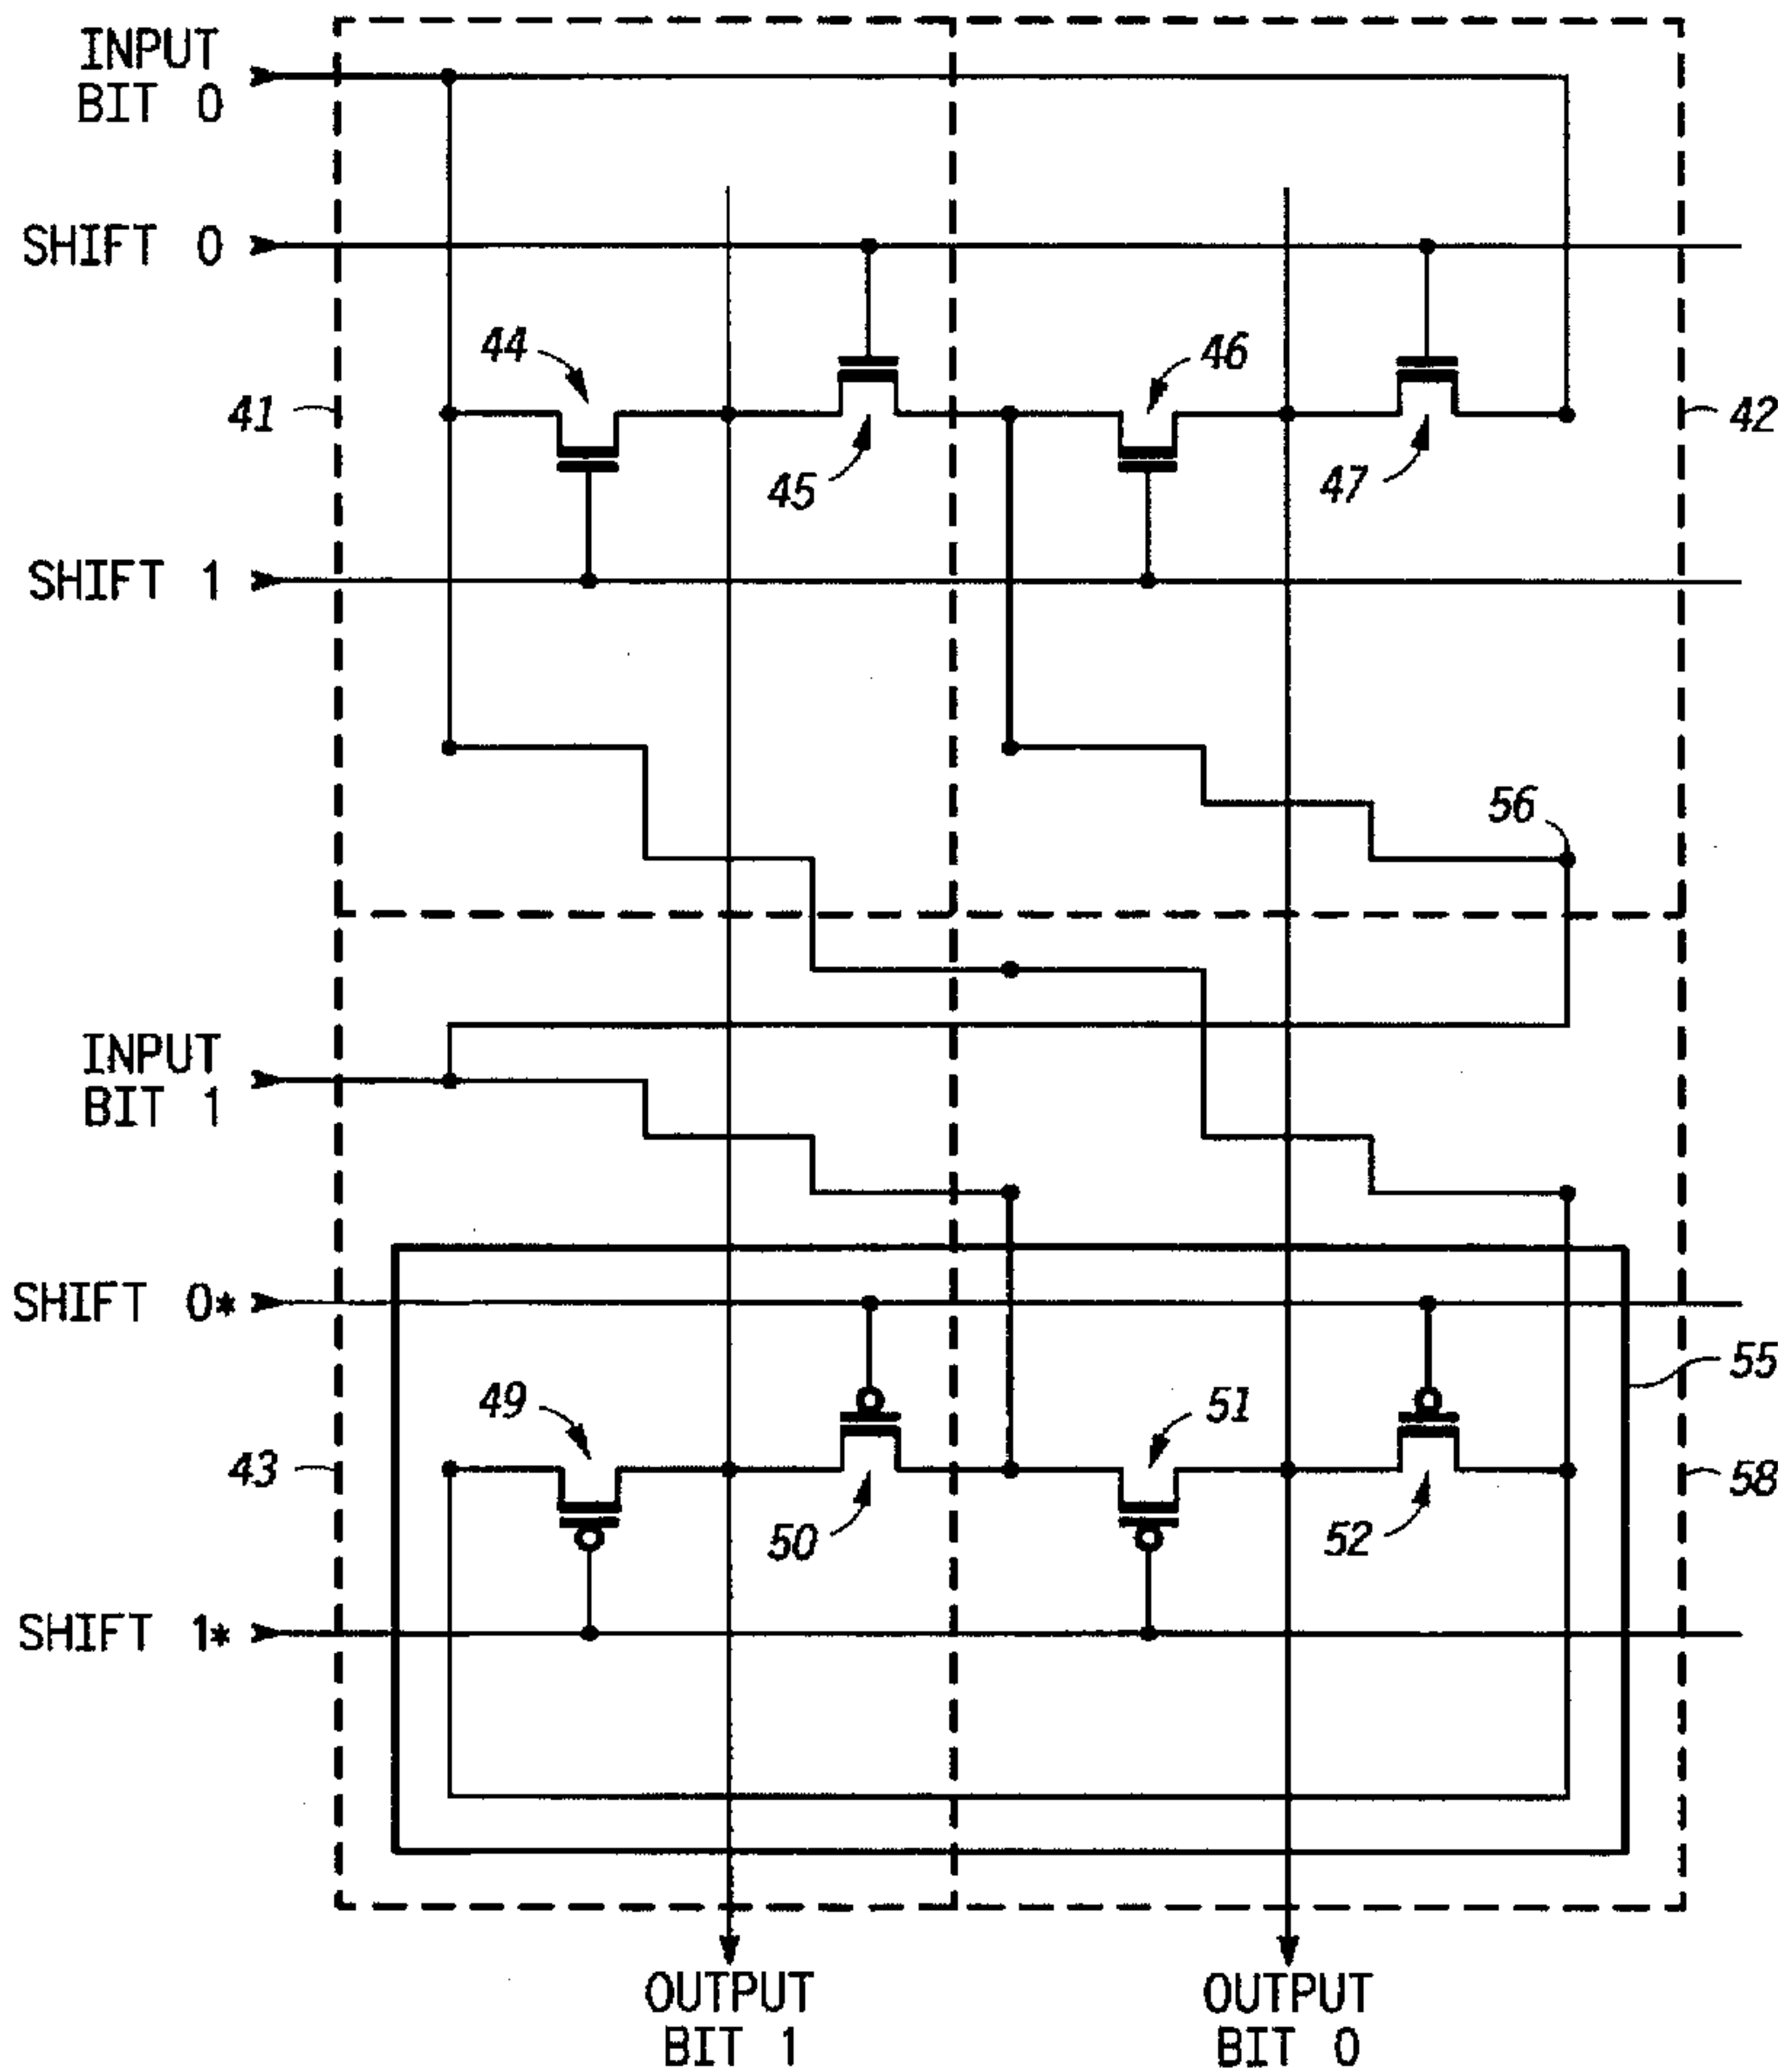 INPUT
BIT 0
SHIFT 0
44
46
41
42
45
47
SHIFT 1
56
INPUT
BIT 1
SHIFT 0*
55
49
51
43
58
50
52
SHIFT 1*
OUTPUT
BIT 1
OUTPUT
BIT 0